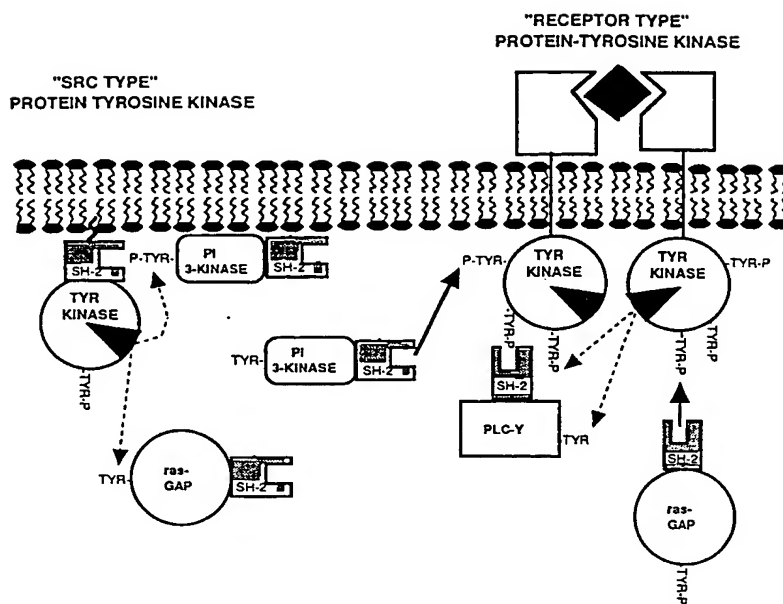 "RECEPTOR TYPE"
PROTEIN-TYROSINE KINASE
"SRC TYPE"
PROTEIN TYROSINE KINASE
SH-2
TYR
KINASE
TYR-P
P-TYR-
PI
3-KINASE
SH-2
TYR-
PI
3-KINASE
SH-2
TYR-
ras-
GAP
SH-2
P-TYR-
TYR
KINASE
TYR-P
TYR-P
TYR
KINASE
TYR-P
TYR-P
TYR-P
SH-2
PLC-Y
TYR
SH-2
ras-
GAP
TYR-P